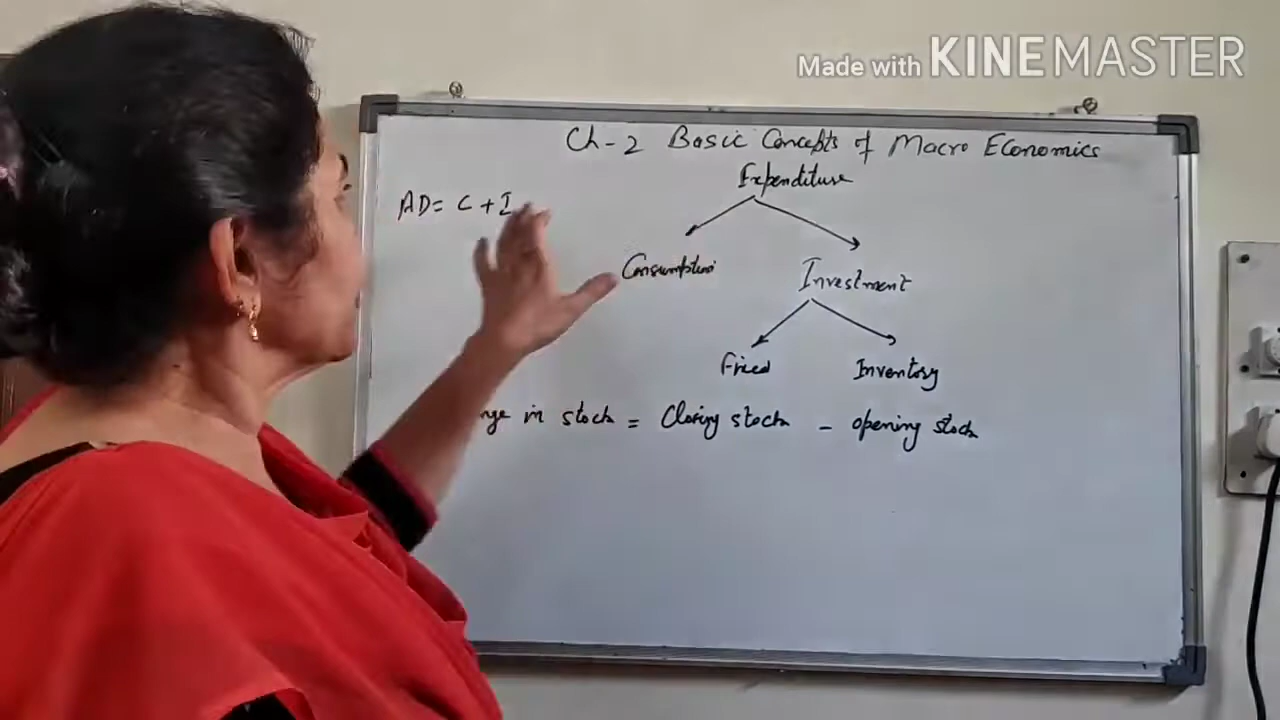 Made with KINEMASTER
Ch-2 Basic Concepts of Macro Economics
Expenditure
AD = C + I
Consumption Investment
Fixed Inventory
nge in stock = Closing stock - opening stock